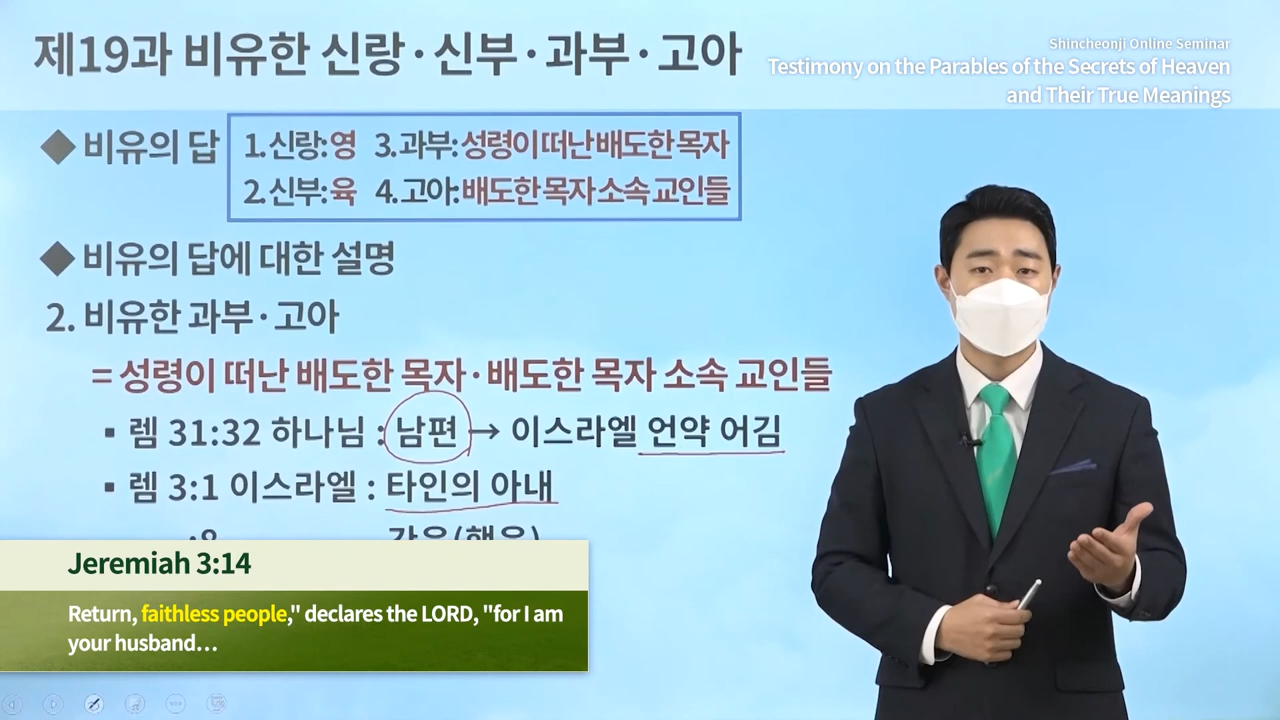 제19과 비유한 신랑·신부·과부·고아
Shincheonji Online Seminar
Testimony on the Parables of the Secrets of Heaven
and Their True Meanings
◆ 비유의 답
1. 신랑: 영 3. 과부: 성령이 떠난 배도한 목자
2. 신부: 육 4. 고아: 배도한 목자 소속 교인들
◆ 비유의 답에 대한 설명
2. 비유한 과부·고아
= 성령이 떠난 배도한 목자·배도한 목자 소속 교인들
▪ 렘 31:32 하나님 : 남편 → 이스라엘 언약 어김
▪ 렘 3:1 이스라엘 : 타인의 아내
Jeremiah 3:14
Return, faithless people," declares the LORD, "for I am
your husband…